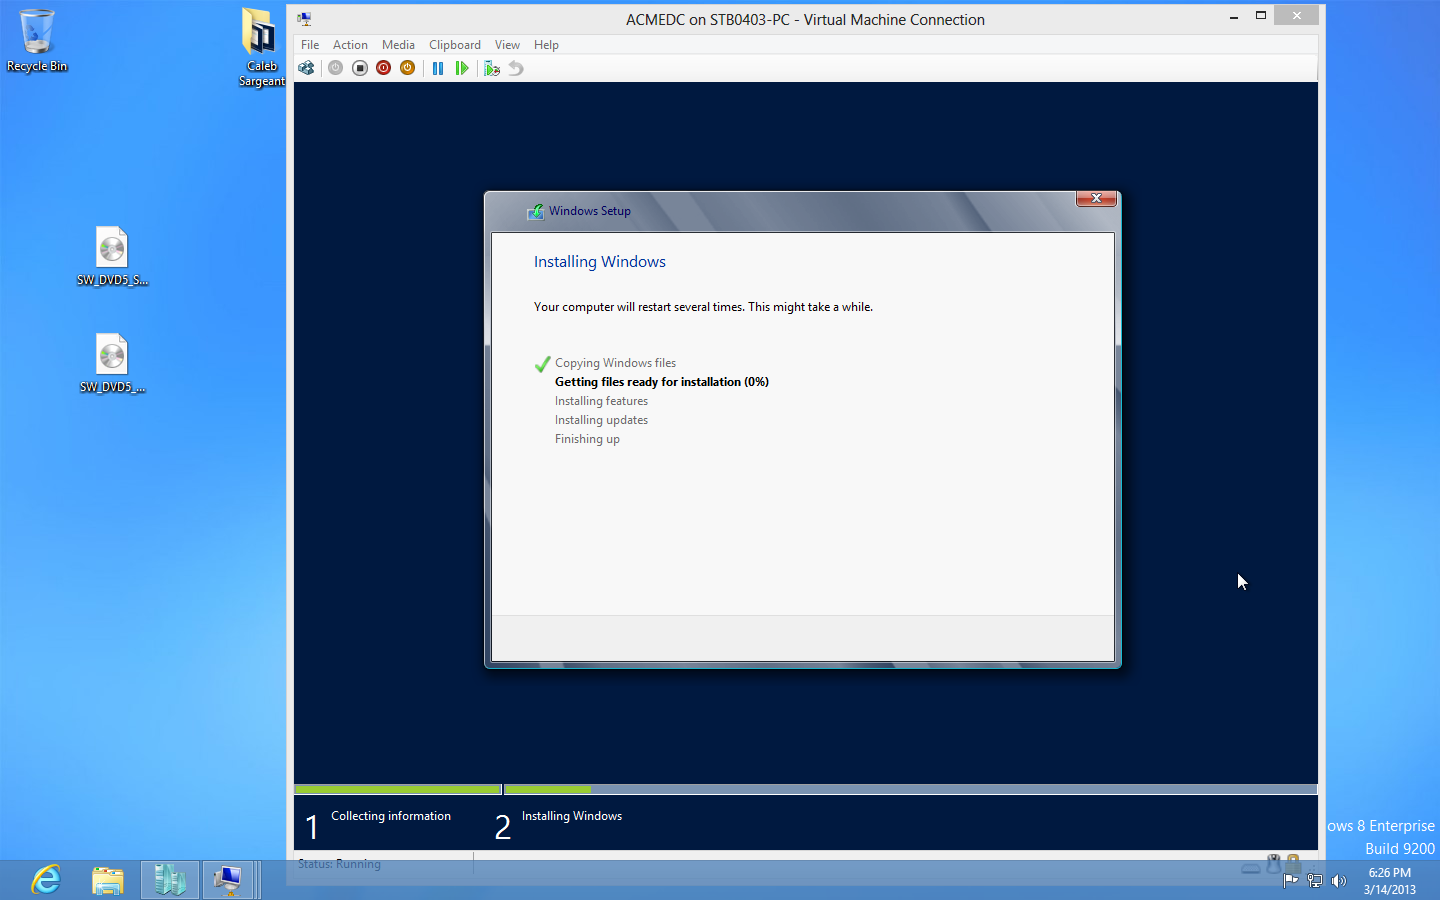 Recycle Bin
Caleb
Sargeant
SW_DVD5_S...
SW_DVD5_...
ACMEDC on STB0403-PC - Virtual Machine Connection
File Action Media Clipboard View Help
Windows Setup
Installing Windows
Your computer will restart several times. This might take a while.
Copying Windows files
Getting files ready for installation (0%)
Installing features
Installing updates
Finishing up
1 Collecting information
2 Installing Windows
Status: Running
ows 8 Enterprise
Build 9200
6:26 PM
3/14/2013